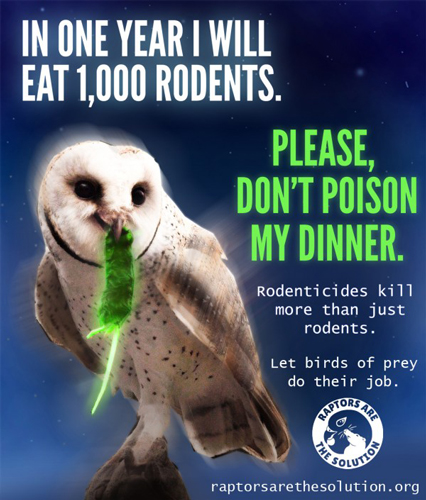 IN ONE YEAR I WILL
EAT 1,000 RODENTS.
PLEASE,
DON'T POISON
MY DINNER.
Rodenticides kill
more than just
rodents.
Let birds of prey
do their job.
RAPTORS ARE
THE SOLUTION
raptorsarethesolution.org